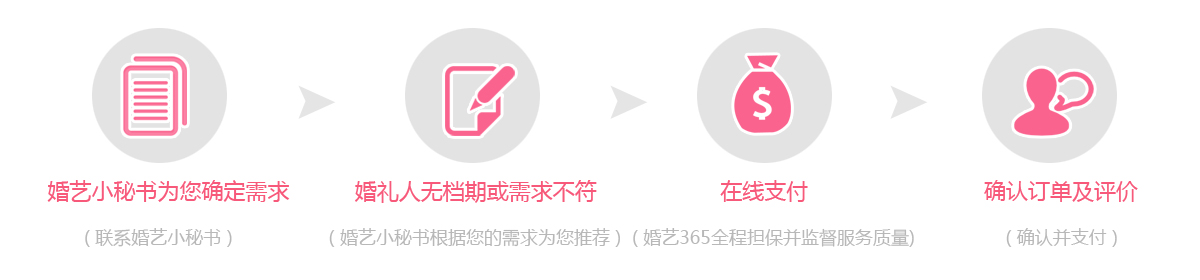 婚艺小秘书为您确定需求
婚礼人无档期或需求不符
在线支付
确认订单及评价
( 联系婚艺小秘书 )
( 婚艺小秘书根据您的需求为您推荐 )
( 婚艺365全程担保并监督服务质量)
( 确认并支付 )